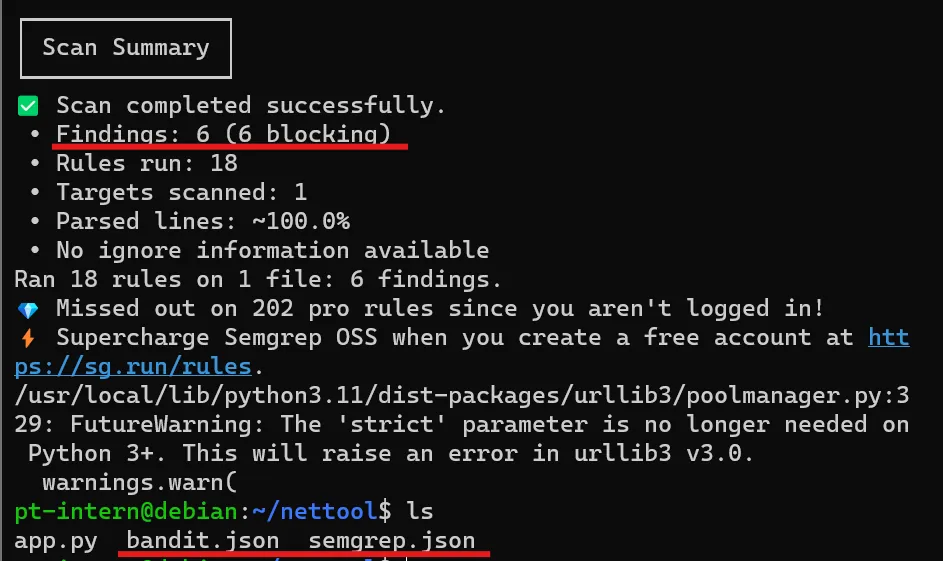 Scan Summary
✅ Scan completed successfully.
• Findings: 6 (6 blocking)
• Rules run: 18
• Targets scanned: 1
• Parsed lines: ~100.0%
• No ignore information available
Ran 18 rules on 1 file: 6 findings.
💎 Missed out on 202 pro rules since you aren't logged in!
⚡ Supercharge Semgrep OSS when you create a free account at htt
ps://sg.run/rules.
/usr/local/lib/python3.11/dist-packages/urllib3/poolmanager.py:3
29: FutureWarning: The 'strict' parameter is no longer needed on
Python 3+. This will raise an error in urllib3 v3.0.
warnings.warn(
pt-intern@debian:~/nettool$ ls
app.py bandit.json semgrep.json